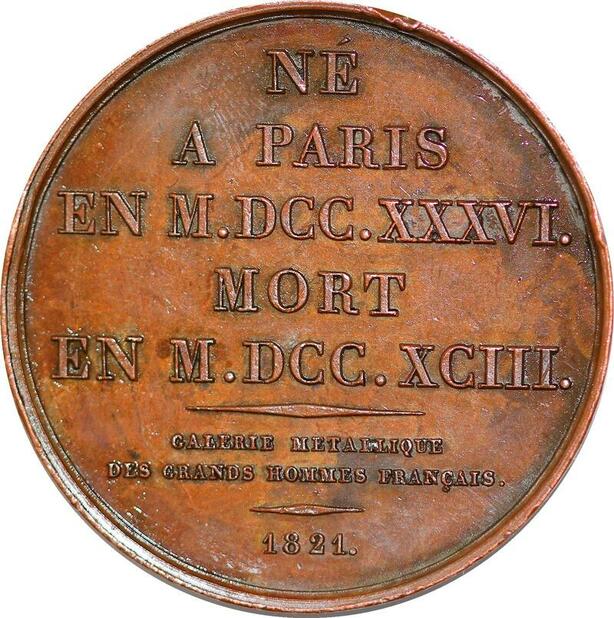 NÉ
A PARIS
EN M.DCC.XXXVI.
MORT
EN M.DCC.XCIII.
GALERIE METALLIQUE
DES GRANDS HOMMES FRANÇAIS.
1821.